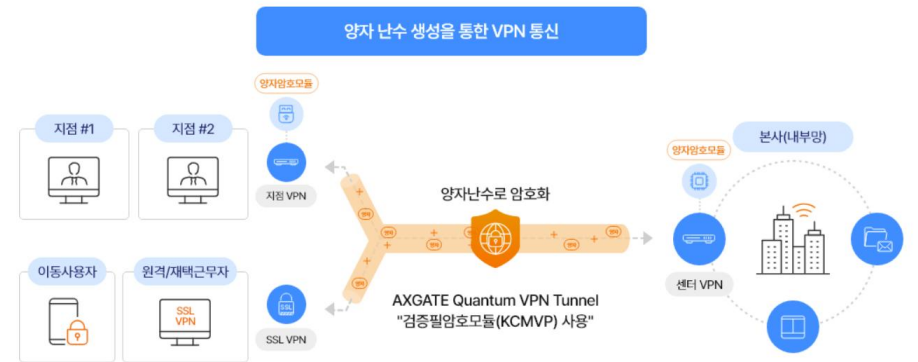 양자 난수 생성을 통한 VPN 통신
양자암호모듈
지점 #1
지점 #2
지점 VPN
이동사용자
원격/재택근무자
SSL
VPN
SSL
SSL VPN
양자난수로 암호화
AXGATE Quantum VPN Tunnel
"검증필암호모듈(KCMVP) 사용"
본사(내부망)
양자암호모듈
센터 VPN